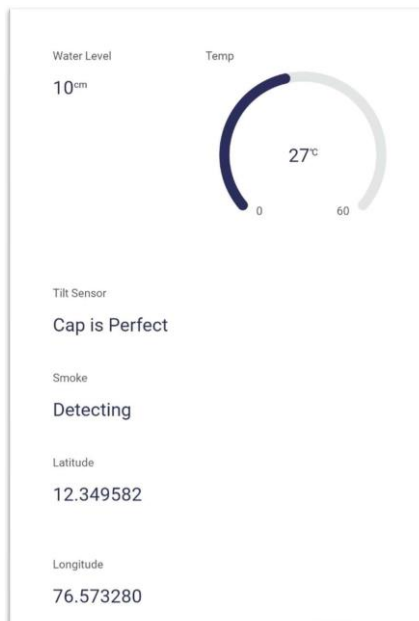 Water Level
10cm
Temp
27°C
0
60
Tilt Sensor
Cap is Perfect
Smoke
Detecting
Latitude
12.349582
Longitude
76.573280